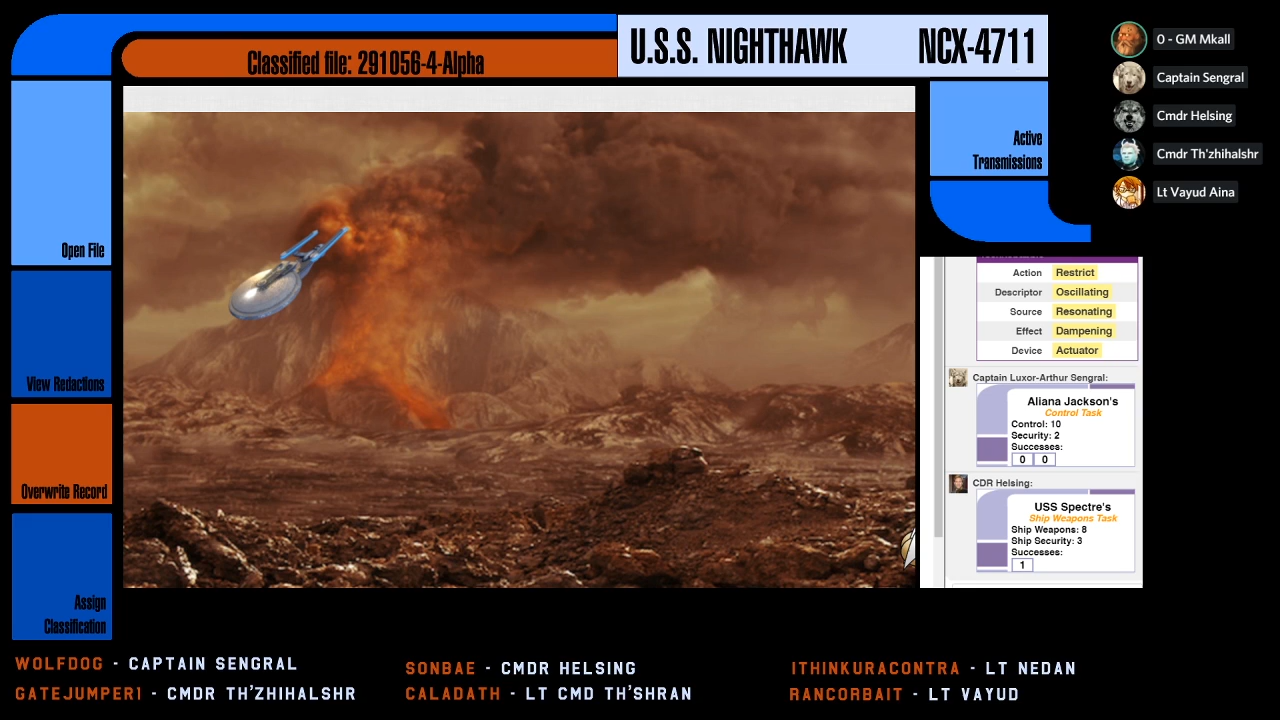 Classified file: 291056-4-Alpha
U.S.S. NIGHTHAWK NCX-4711
Open File
View Redactions
Overwrite Record
Assign
Classification
Active
Transmissions
0 - GM Mkall
Captain Sengral
Cmdr Helsing
Cmdr Th'zhihalshr
Lt Vayud Aina
Action Restrict
Descriptor Oscillating
Source Resonating
Effect Dampening
Device Actuator
Captain Luxor-Arthur Sengral:
Aliana Jackson's
Control Task
Control: 10
Security: 2
Successes:
0 0
CDR Helsing:
USS Spectre's
Ship Weapons Task
Ship Weapons: 8
Ship Security: 3
Successes:
1
WOLFDOG - CAPTAIN SENGRAL
GATEJUMPER1 - CMDR TH'ZHIHALSHR
SONBAE - CMDR HELSING
CALADATH - LT CMD TH'SHRAN
ITHINKURACONTRA - LT NEDAN
RANCORBAIT - LT VAYUD